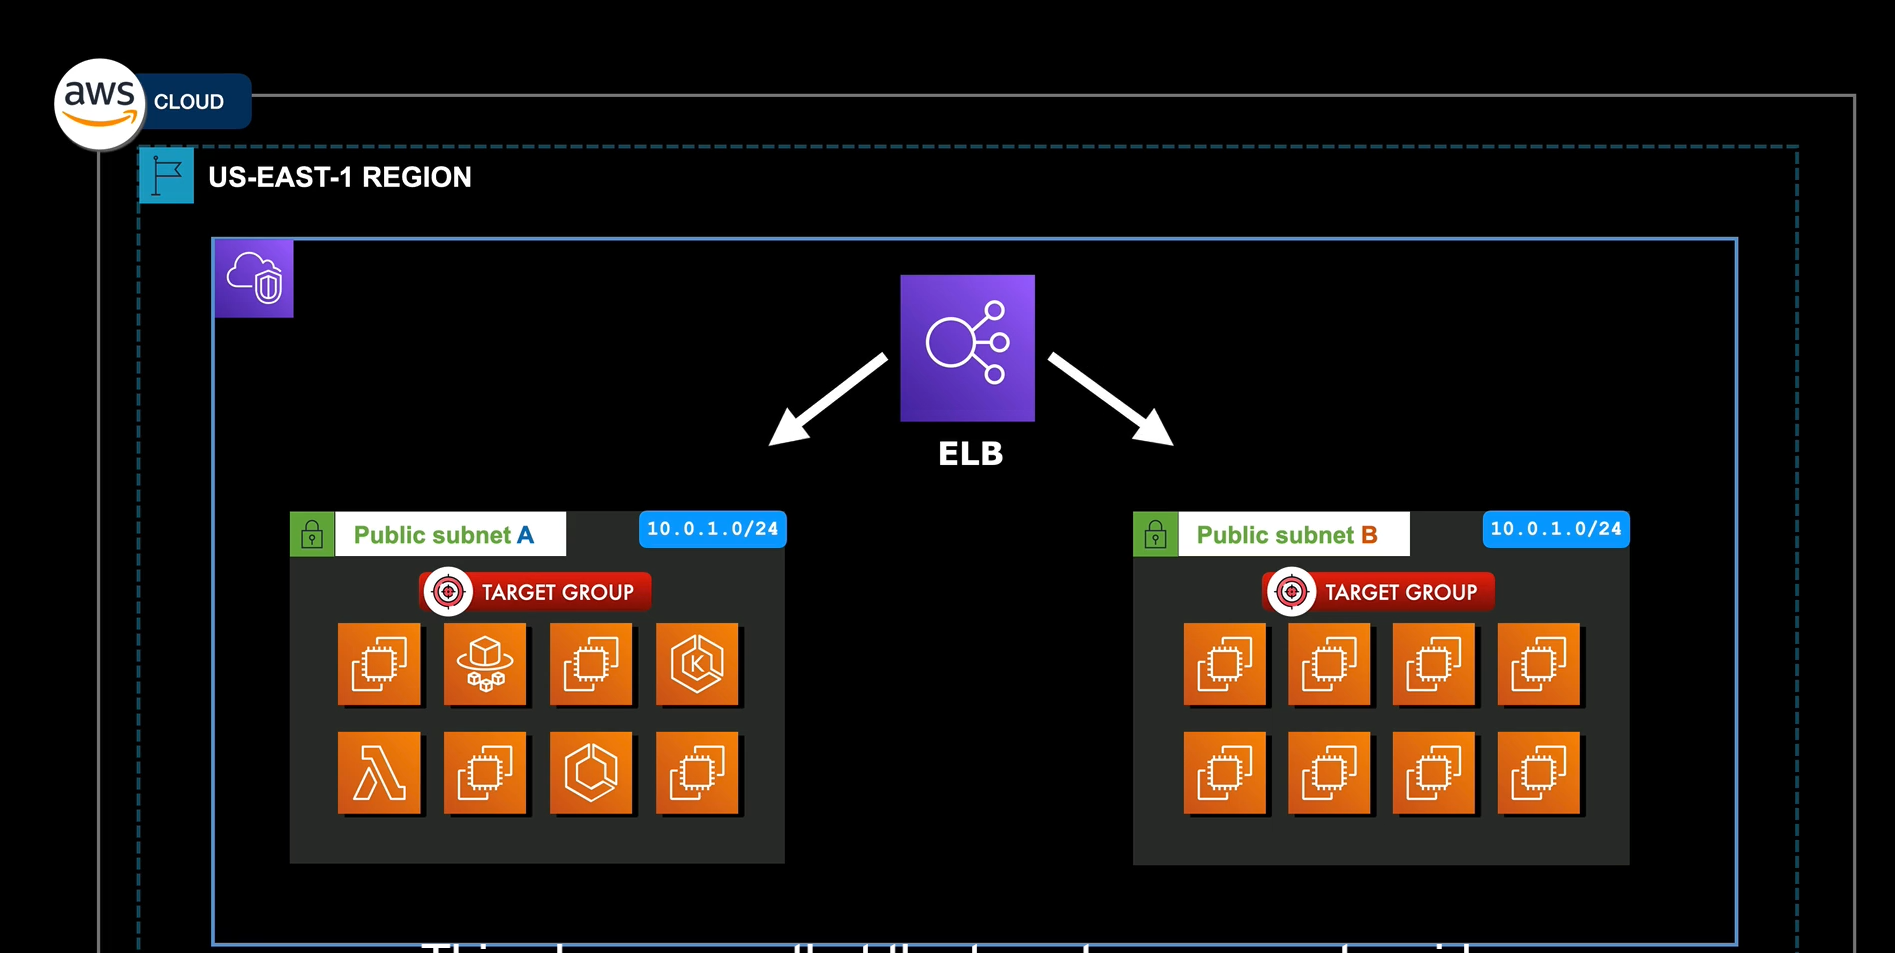 aws
CLOUD
US-EAST-1 REGION
ELB
Public subnet A
10.0.1.0/24
TARGET GROUP
K
Public subnet B
10.0.1.0/24
TARGET GROUP